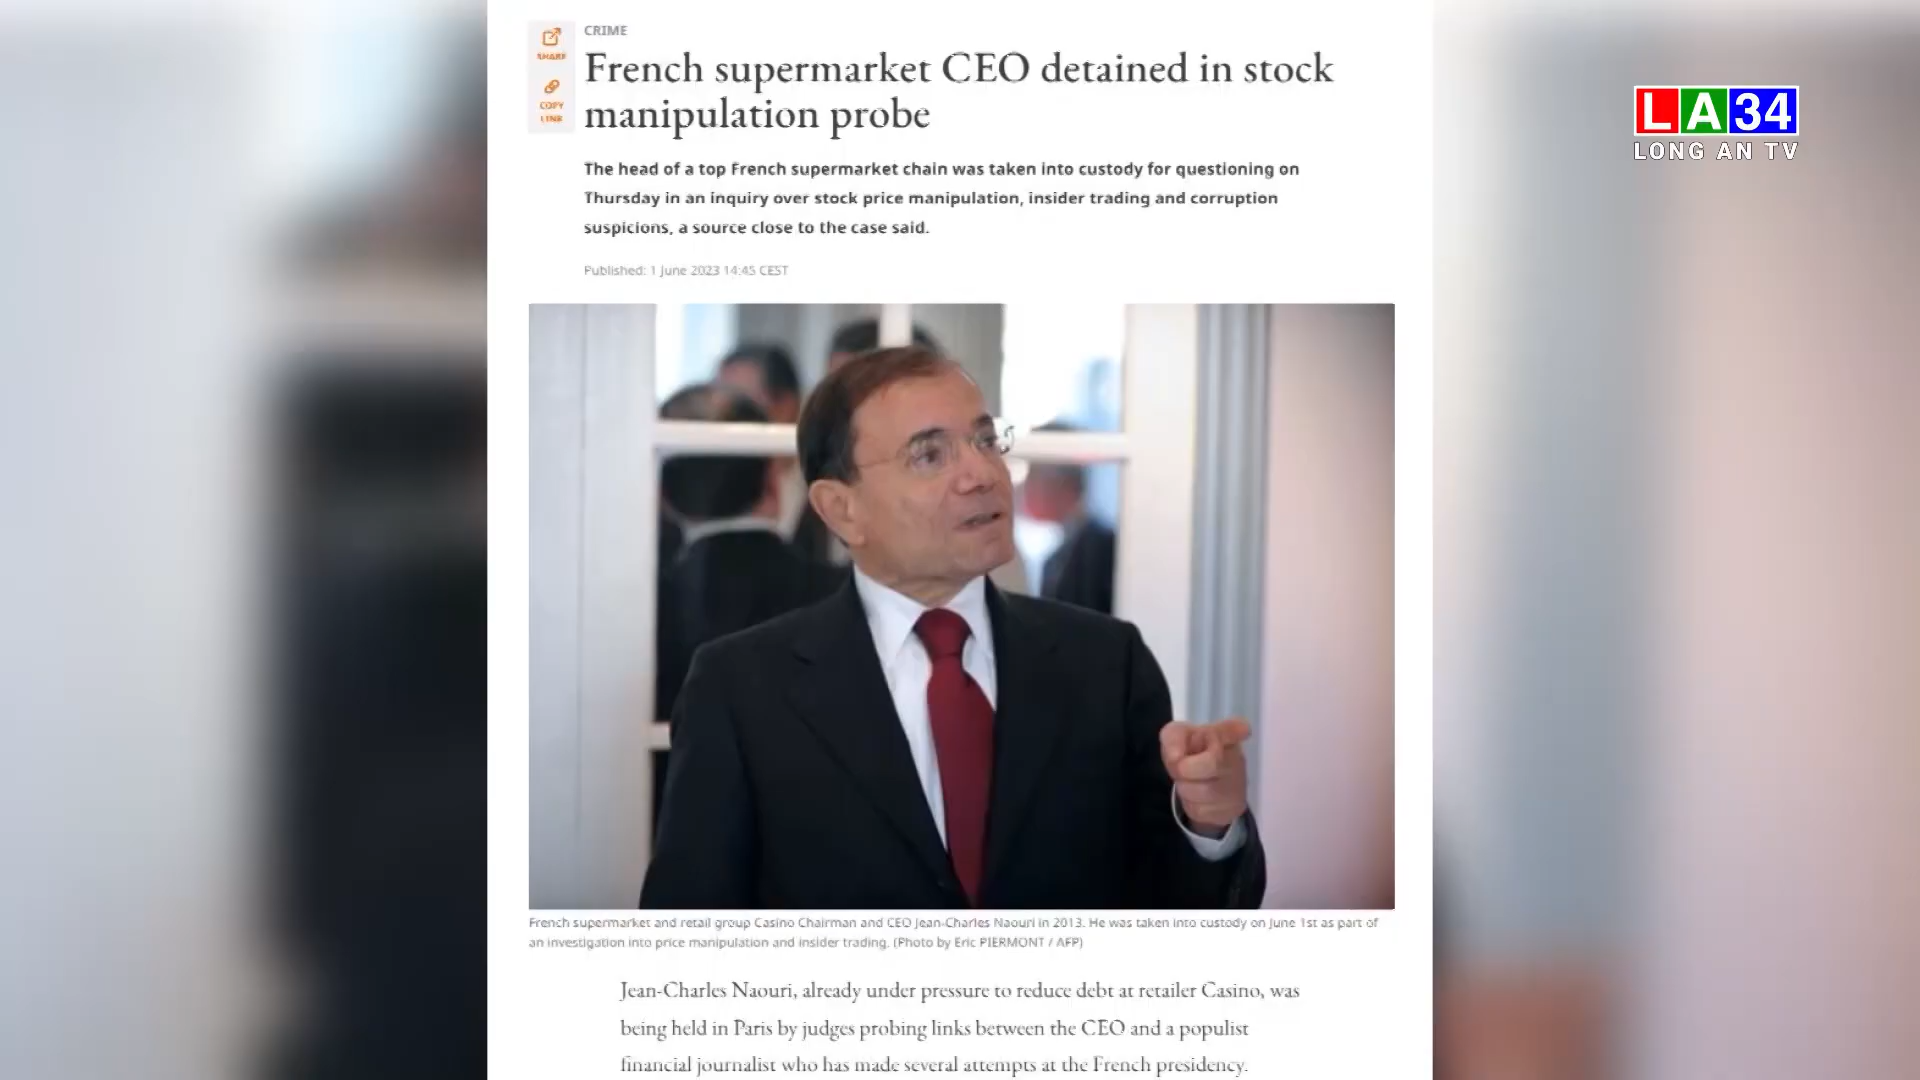 CRIME
SHARE
COPY
LINK
French supermarket CEO detained in stock
manipulation probe
The head of a top French supermarket chain was taken into custody for questioning on
Thursday in an inquiry over stock price manipulation, insider trading and corruption
suspicions, a source close to the case said.
Published: 1 June 2023 14:45 CEST
LA34
LONG AN TV
French supermarket and retail group Casino Chairman and CEO Jean-Charles Naouri in 2013. He was taken into custody on June 1st as part of
an investigation into price manipulation and insider trading. (Photo by Eric PIERMONT / AFP)
Jean-Charles Naouri, already under pressure to reduce debt at retailer Casino, was
being held in Paris by judges probing links between the CEO and a populist
financial journalist who has made several attempts at the French presidency.